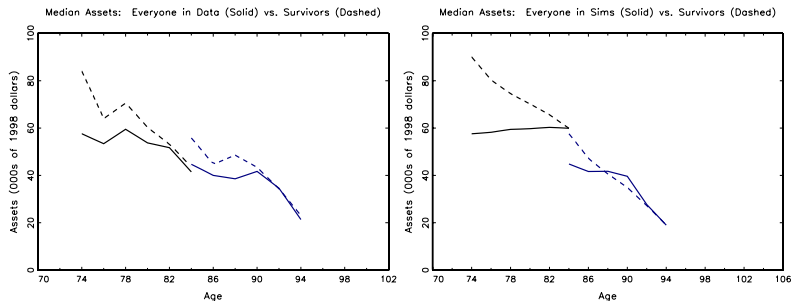 Median Assets: Everyone in Data (Solid) vs. Survivors (Dashed)
Assets (000s of 1998 dollars)
100
80
60
40
20
0
70 74 78 82 86 90 94 98 102
Age
Median Assets: Everyone in Sims (Solid) vs. Survivors (Dashed)
Assets (000s of 1998 dollars)
100
80
60
40
20
0
70 74 78 82 86 90 94 98 102 106
Age